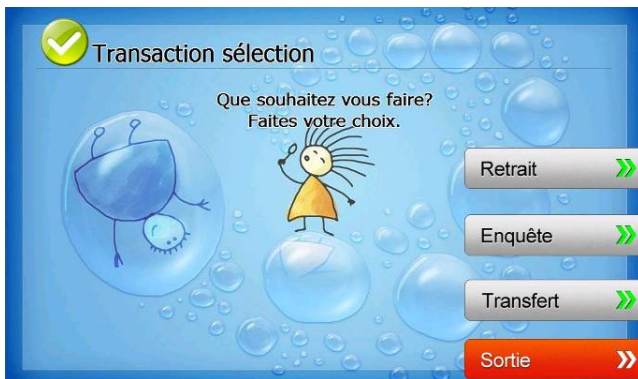 Transaction sélection
Que souhaitez vous faire?
Faites votre choix.
Retrait
Enquête
Transfert
Sortie